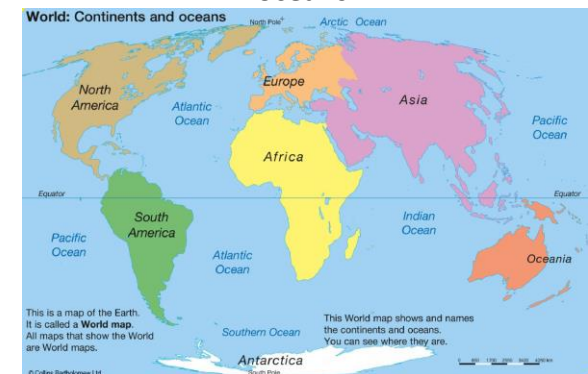 World: Continents and oceans
North Pole
Arctic Ocean
North
America
Atlantic
Ocean
Europe
Asia
Pacific
Ocean
Africa
Equator
Equator
South
America
Pacific
Ocean
Atlantic
Ocean
Indian
Ocean
Oceania
This is a map of the Earth.
It is called a World map.
All maps that show the World
are World maps.
Southern Ocean
This World map shows and names
the continents and oceans.
You can see where they are.
Antarctica
South Pole
© Collins Bartholomew Ltd